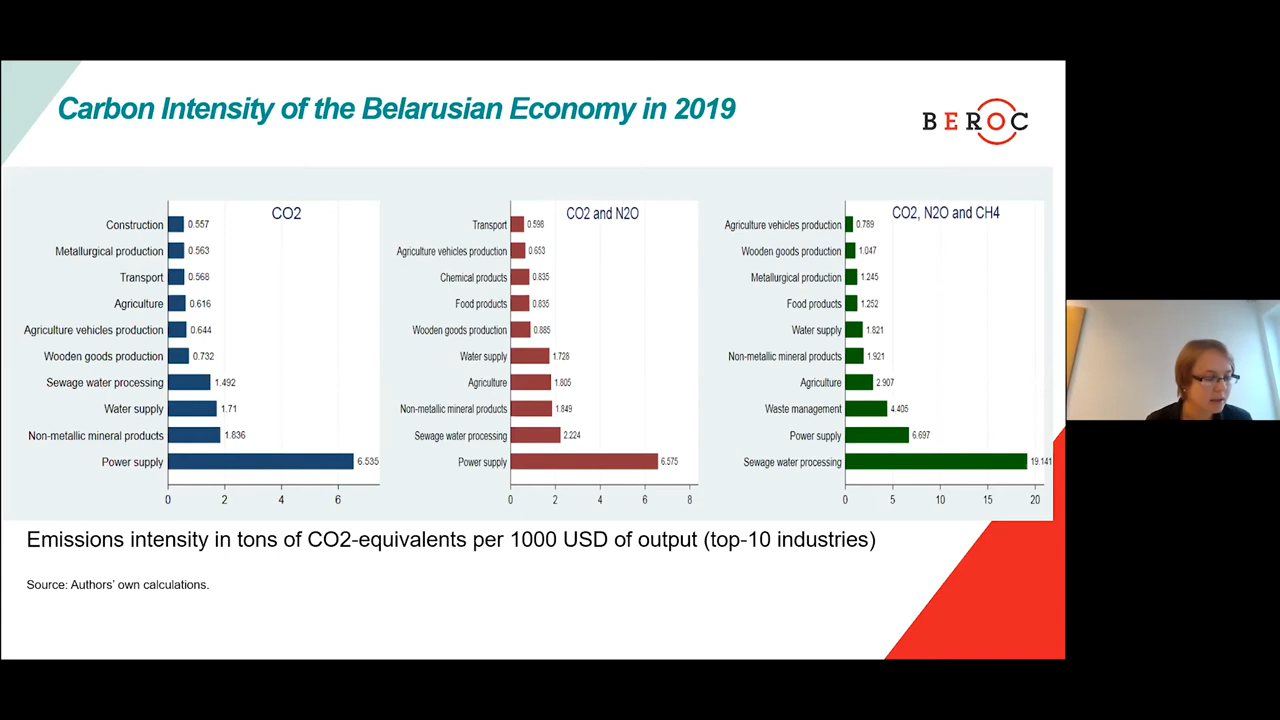 Carbon Intensity of the Belarusian Economy in 2019
BEROC
CO2
Construction 0.557
Metallurgical production 0.563
Transport 0.568
Agriculture 0.616
Agriculture vehicles production 0.644
Wooden goods production 0.732
Sewage water processing 1.492
Water supply 1.71
Non-metallic mineral products 1.836
Power supply 6.535
0 2 4 6
CO2 and N2O
Transport 0.598
Agriculture vehicles production 0.653
Chemical products 0.835
Food products 0.835
Wooden goods production 0.885
Water supply 1.728
Agriculture 1.805
Non-metallic mineral products 1.849
Sewage water processing 2.224
Power supply 6.575
0 2 4 6 8
CO2, N2O and CH4
Agriculture vehicles production 0.789
Wooden goods production 1.047
Metallurgical production 1.245
Food products 1.252
Water supply 1.821
Non-metallic mineral products 1.921
Agriculture 2.907
Waste management 4.405
Power supply 6.697
Sewage water processing 19.141
0 5 10 15 20
Emissions intensity in tons of CO2-equivalents per 1000 USD of output (top-10 industries)
Source: Authors' own calculations.